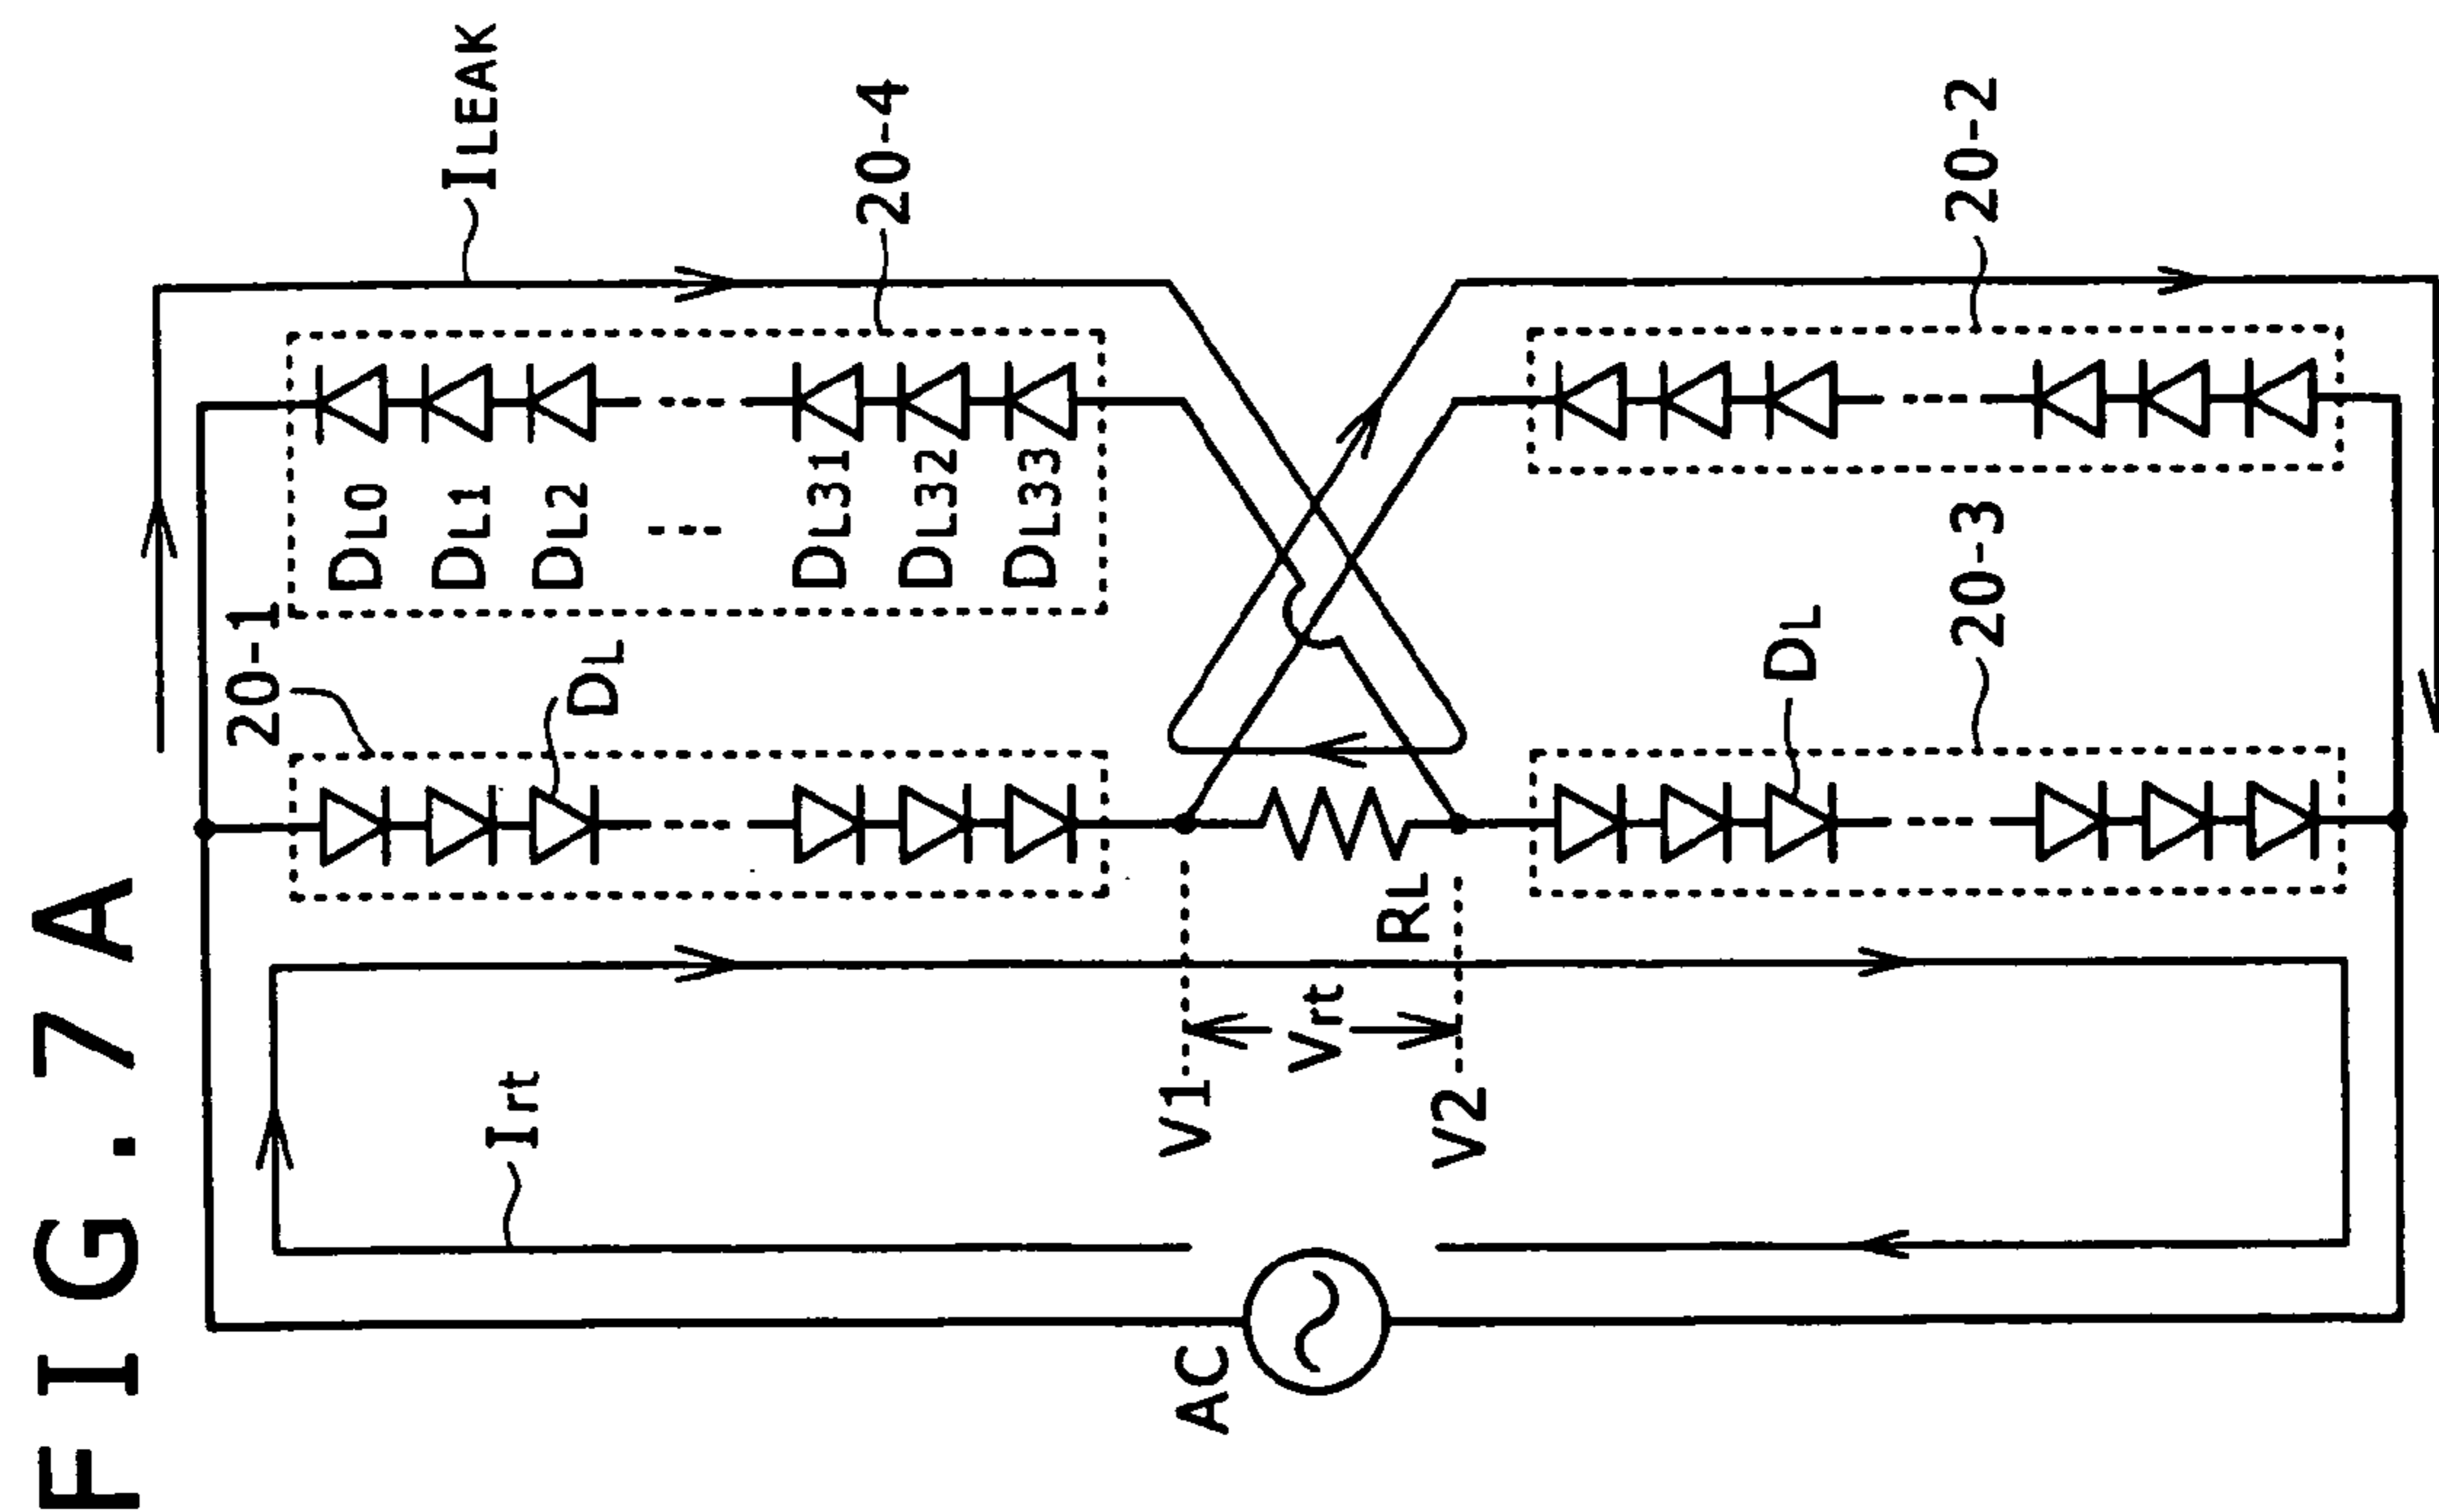 FIG.7A
20-1
DL
20-4
ILEAK
DL0
DL1
DL2
DL31
DL32
DL33
Irt
AC
V1
Vrt
V2
RL
20-3
DL
20-2